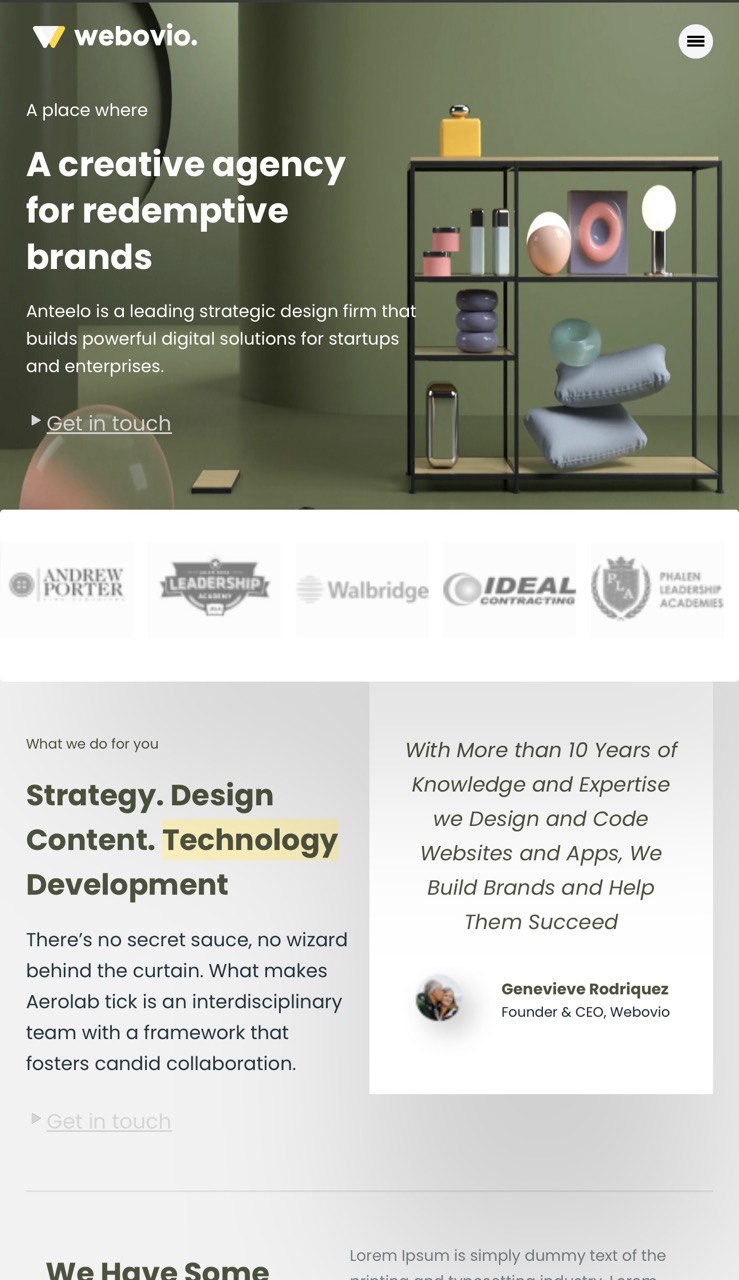 webovio.
A place where
A creative agency
for redemptive
brands
Anteelo is a leading strategic design firm that
builds powerful digital solutions for startups
and enterprises.
Get in touch
ANDREW
PORTER
LEADERSHIP
ACADEMY
Walbridge
IDEAL
CONTRACTING
PLA
PHALEN
LEADERSHIP
ACADEMIES
What we do for you
Strategy. Design
Content. Technology
Development
There’s no secret sauce, no wizard
behind the curtain. What makes
Aerolab tick is an interdisciplinary
team with a framework that
fosters candid collaboration.
Get in touch
With More than 10 Years of
Knowledge and Expertise
we Design and Code
Websites and Apps, We
Build Brands and Help
Them Succeed
Genevieve Rodriquez
Founder & CEO, Webovio
We Have Some
Lorem Ipsum is simply dummy text of the
printing and typesetting industry. Lorem